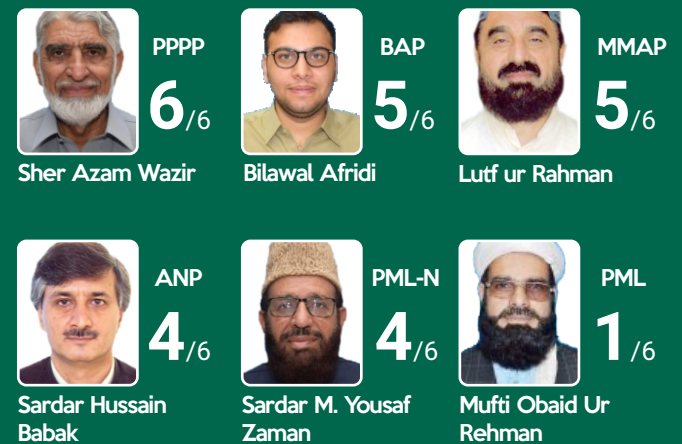 PPPP
6/6
Sher Azam Wazir
BAP
5/6
Bilawal Afridi
MMAP
5/6
Lutf ur Rahman
ANP
4/6
Sardar Hussain
Babak
PML-N
4/6
Sardar M. Yousaf
Zaman
PML
1/6
Mufti Obaid Ur
Rehman